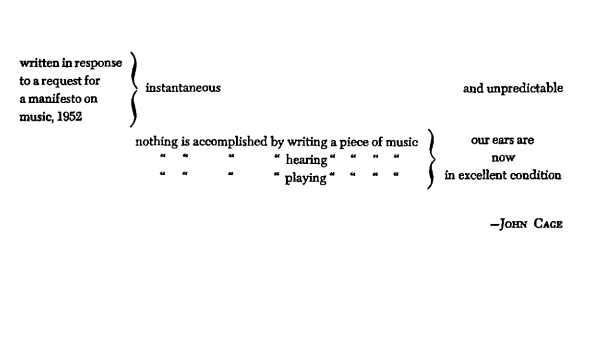 written in response
to a request for
a manifesto on
music, 1952
instantaneous and unpredictable
nothing is accomplished by writing a piece of music
“ “ “ “ hearing “ “ “ “
“ “ “ “ playing “ “ “ “
our ears are
now
in excellent condition
—John Cage